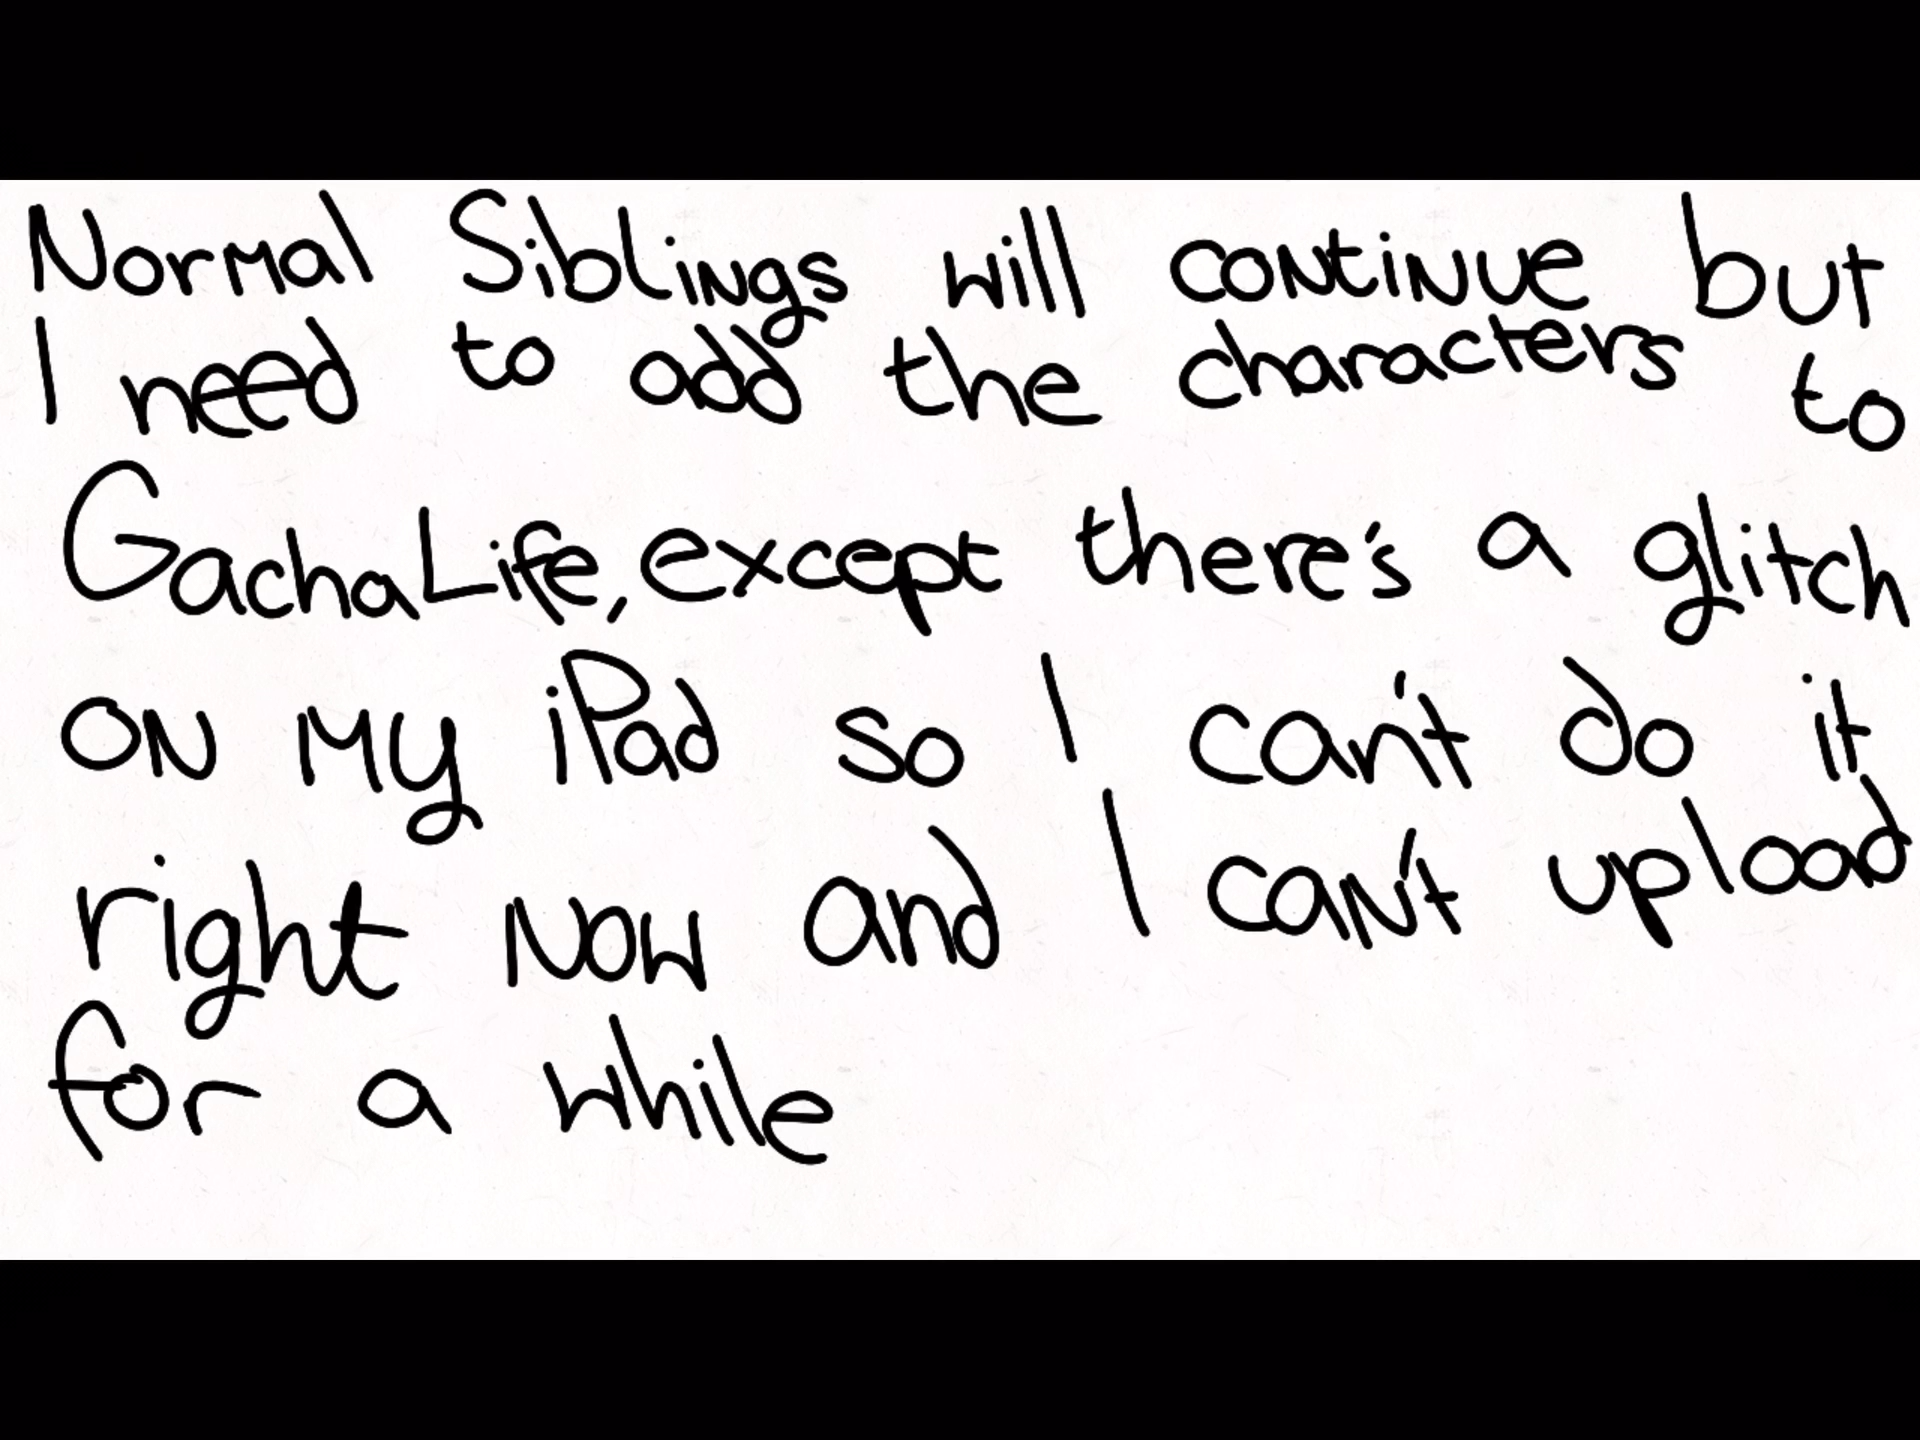 Normal Siblings will continue but
I need to add the characters to
GachaLife, except there's a glitch
on my iPad so I can't do it
right now and I can't upload
for a while